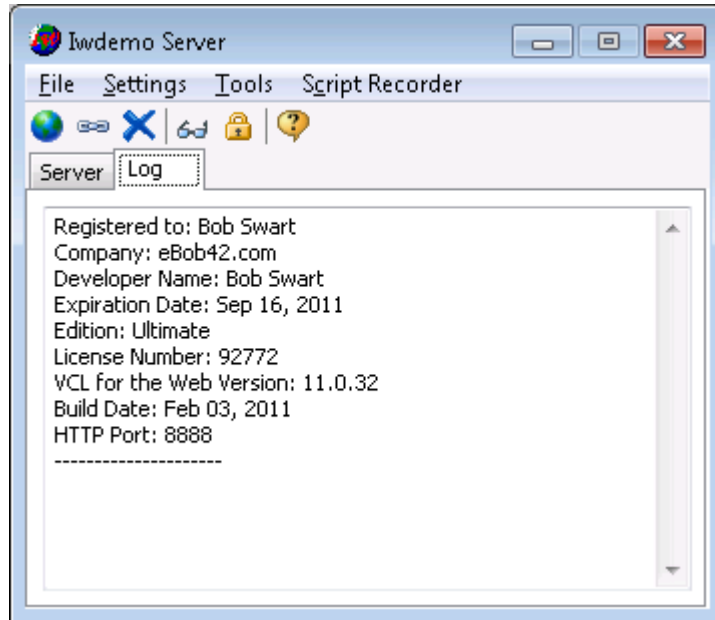 Iwdemo Server
File Settings Tools Script Recorder
Server Log
Registered to: Bob Swart
Company: eBob42.com
Developer Name: Bob Swart
Expiration Date: Sep 16, 2011
Edition: Ultimate
License Number: 92772
VCL for the Web Version: 11.0.32
Build Date: Feb 03, 2011
HTTP Port: 8888
---------------------